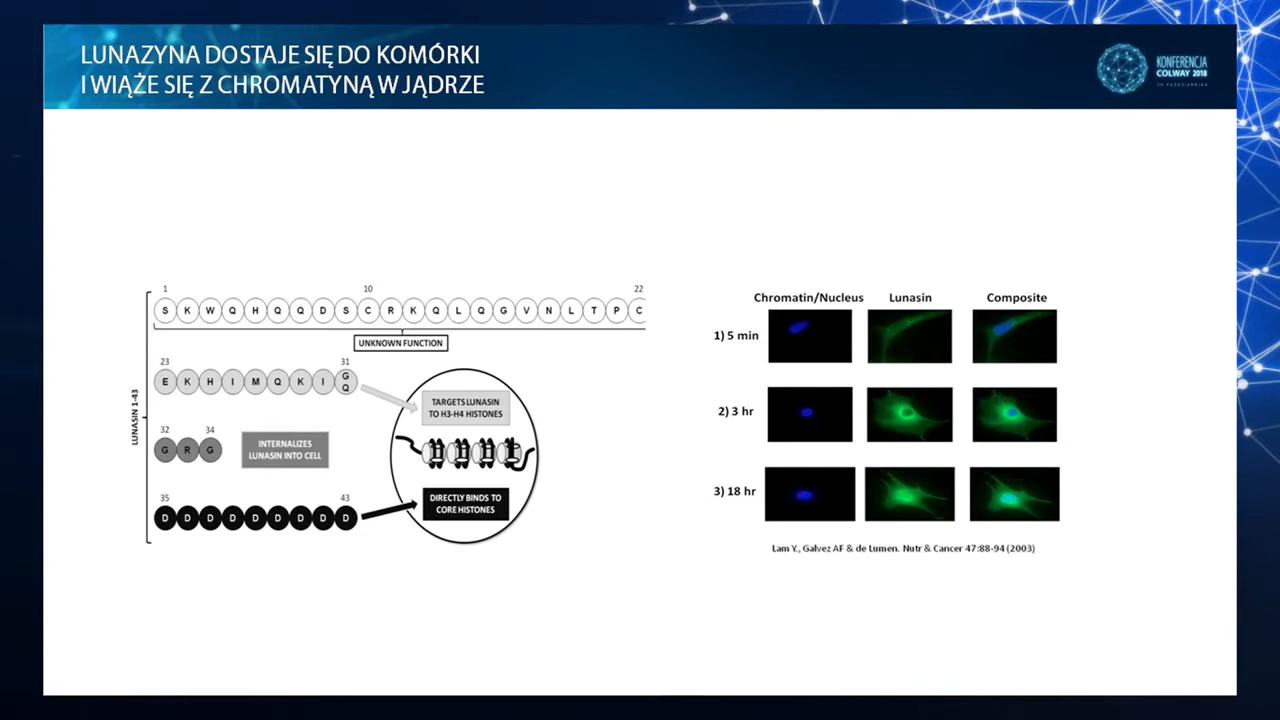 LUNAZYNA DOSTAJE SIĘ DO KOMÓRKI
I WIĄŻE SIĘ Z CHROMATYNĄ W JĄDRZE
KONFERENCJA
COLWAY 2018
20 PAŹDZIERNIKA
1 10 22
S K W Q H Q Q D S C R K Q L Q G V N L T P C
UNKNOWN FUNCTION
23 31
E K H I M Q K I G
Q
TARGETS LUNASIN
TO H3-H4 HISTONES
LUNASIN 1-43
32 34
G R G
INTERNALIZES
LUNASIN INTO CELL
35 43
D D D D D D D D D
DIRECTLY BINDS TO
CORE HISTONES
Chromatin/Nucleus Lunasin Composite
1) 5 min
2) 3 hr
3) 18 hr
Lam Y., Galvez AF & de Lumen. Nutr & Cancer 47:88-94 (2003)